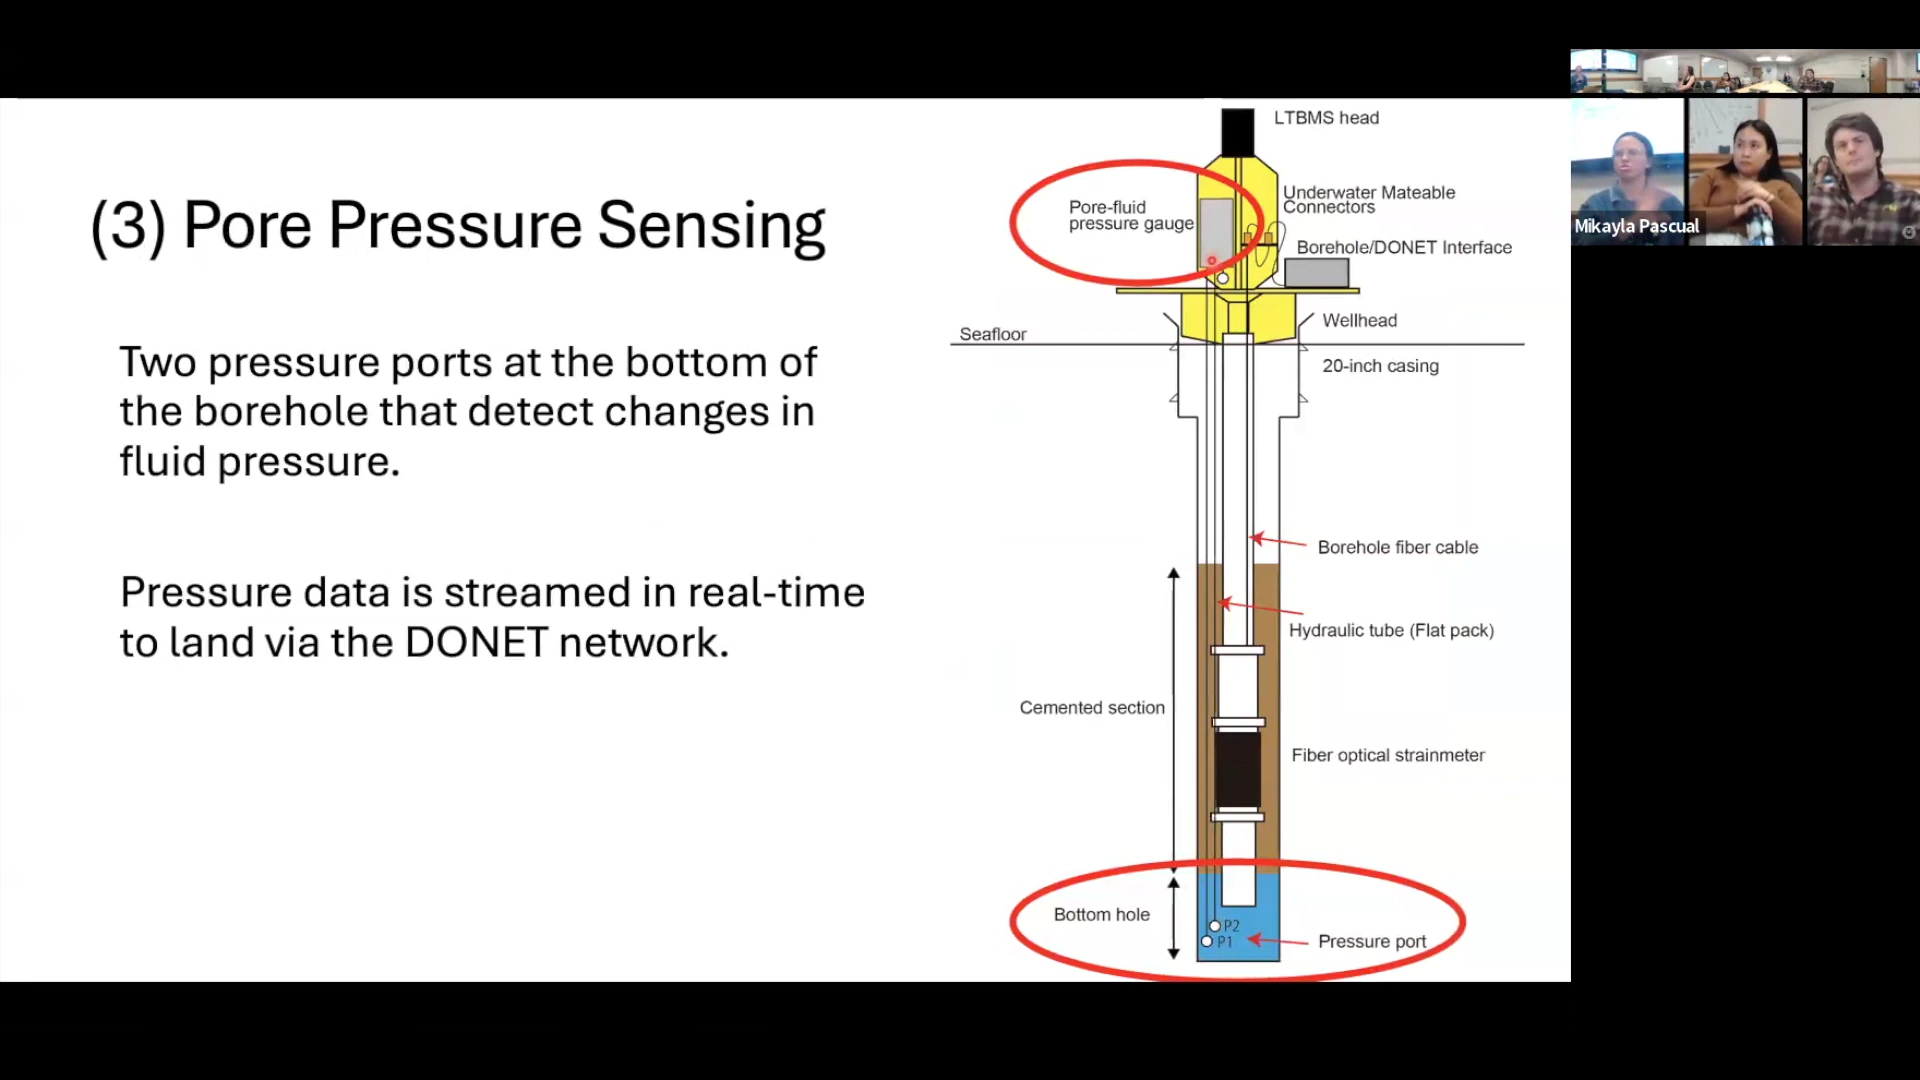 (3) Pore Pressure Sensing
Two pressure ports at the bottom of
the borehole that detect changes in
fluid pressure.
Pressure data is streamed in real-time
to land via the DONET network.
LTBMS head
Pore-fluid
pressure gauge
Underwater Mateable
Connectors
Borehole/DONET Interface
Seafloor
Wellhead
20-inch casing
Borehole fiber cable
Hydraulic tube (Flat pack)
Cemented section
Fiber optical strainmeter
Bottom hole
P2
P1
Pressure port
Mikayla Pascual